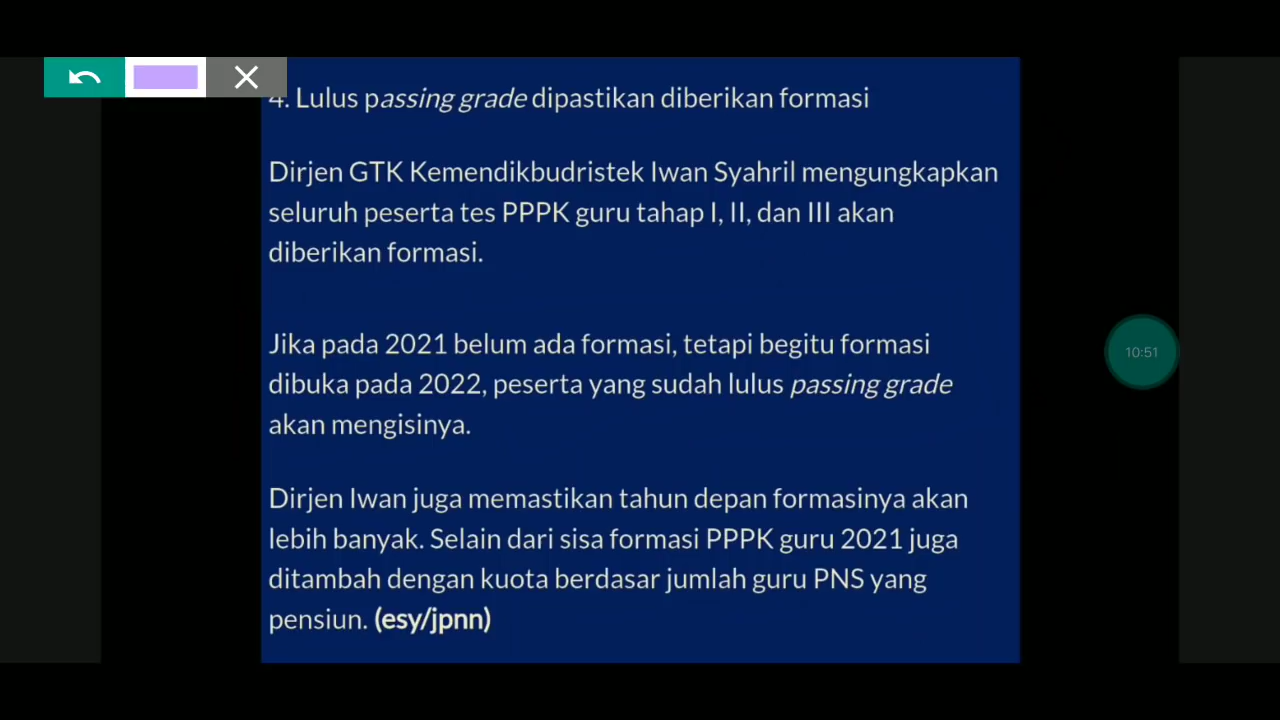 4. Lulus passing grade dipastikan diberikan formasi
Dirjen GTK Kemendikbudristek Iwan Syahril mengungkapkan
seluruh peserta tes PPPK guru tahap I, II, dan III akan
diberikan formasi.
Jika pada 2021 belum ada formasi, tetapi begitu formasi
dibuka pada 2022, peserta yang sudah lulus passing grade
akan mengisinya.
10:51
Dirjen Iwan juga memastikan tahun depan formasinya akan
lebih banyak. Selain dari sisa formasi PPPK guru 2021 juga
ditambah dengan kuota berdasar jumlah guru PNS yang
pensiun. (esy/jpnn)